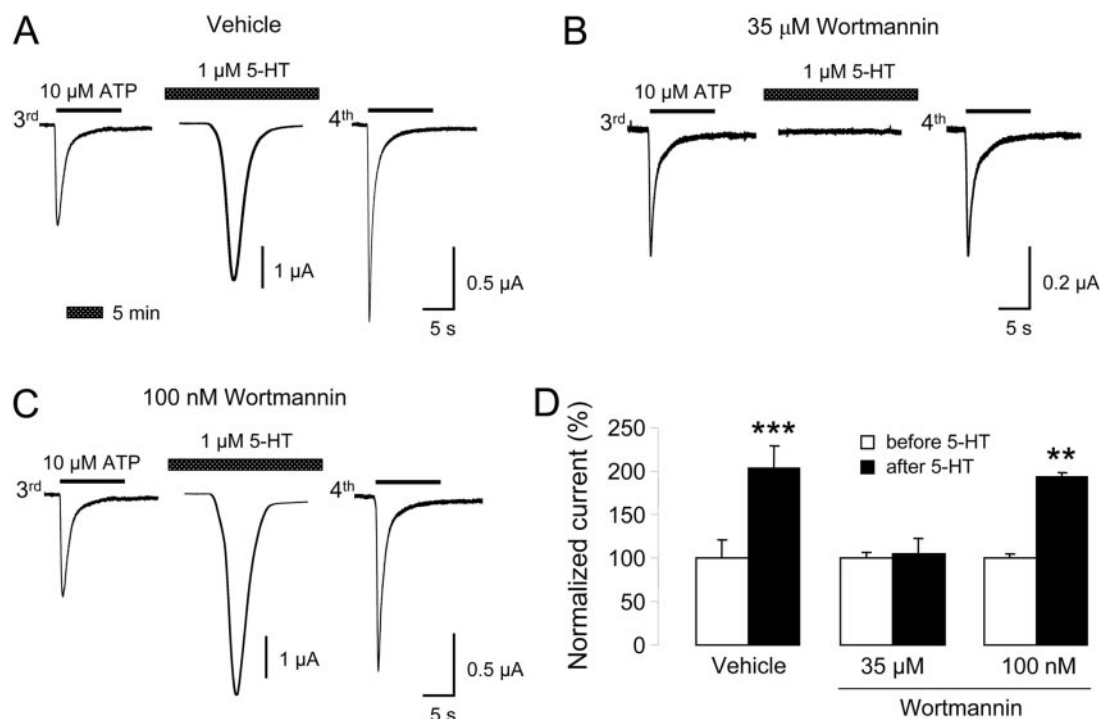 A
Vehicle
1 µM 5-HT
10 µM ATP
3rd
4th
1 µA
0.5 µA
5 min
5 s
B
35 µM Wortmannin
1 µM 5-HT
10 µM ATP
3rd
4th
0.2 µA
5 s
C
100 nM Wortmannin
1 µM 5-HT
10 µM ATP
3rd
4th
1 µA
0.5 µA
5 s
D
Normalized current (%)
250
200
150
100
50
0
***
**
before 5-HT
after 5-HT
Vehicle
35 µM
100 nM
Wortmannin